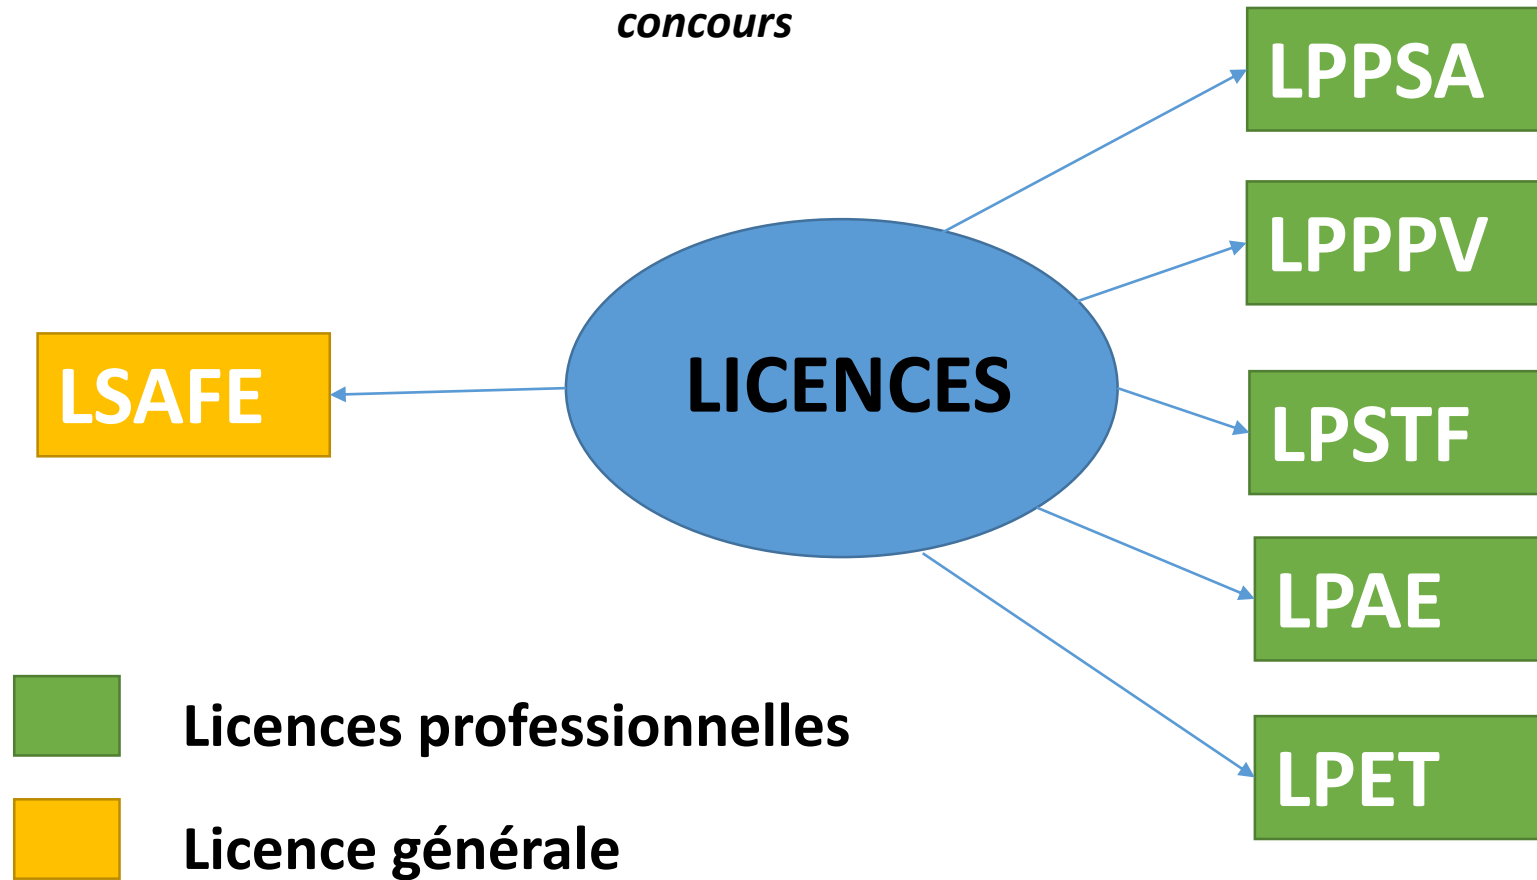 concours
LPPSA
LPPPV
LICENCES
LSAFE
LPSTF
LPAE
Licences professionnelles
LPET
Licence générale